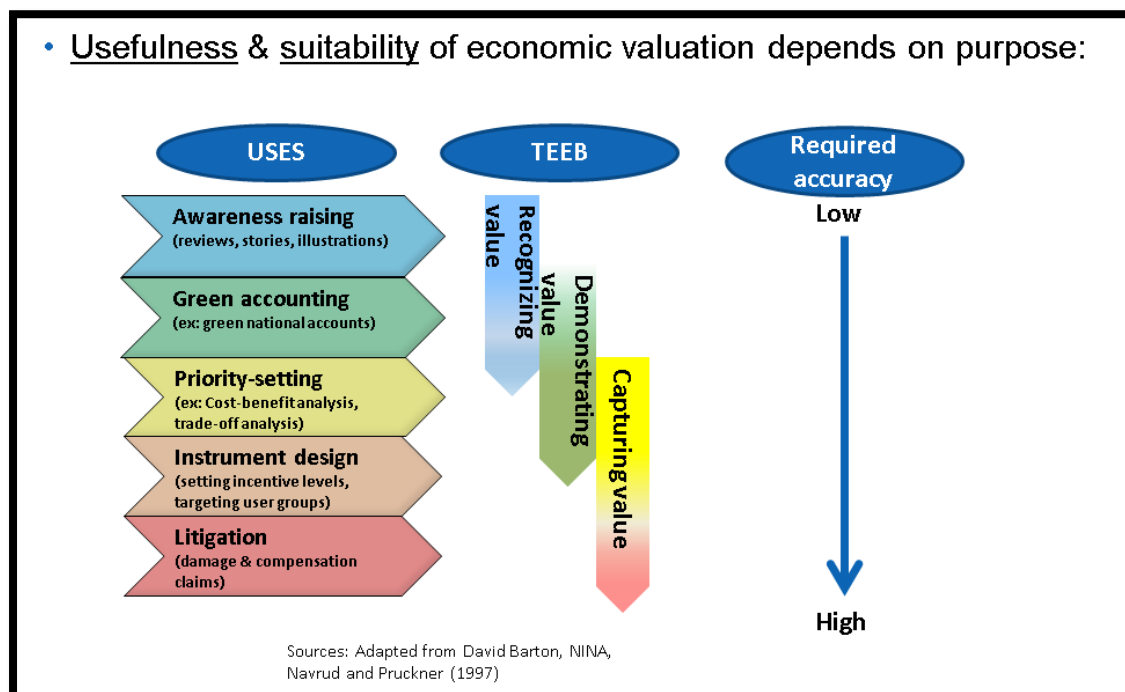 • Usefulness & suitability of economic valuation depends on purpose:
USES
TEEB
Required
accuracy
Awareness raising
(reviews, stories, illustrations)
Green accounting
(ex: green national accounts)
Priority-setting
(ex: Cost-benefit analysis,
trade-off analysis)
Instrument design
(setting incentive levels,
targeting user groups)
Litigation
(damage & compensation
claims)
Recognizing
value
Demonstrating
value
Capturing value
Low
High
Sources: Adapted from David Barton, NINA,
Navrud and Pruckner (1997)